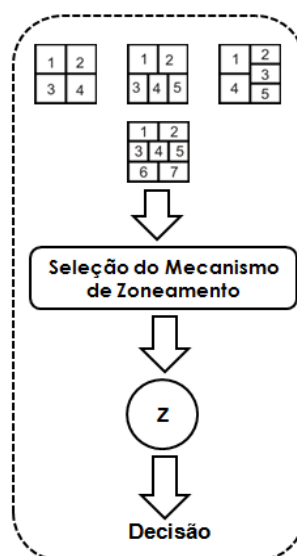 1 2 1 2 1 2
3
3 4 3 4 5 4 5
1 2
3 4 5
6 7
Seleção do Mecanismo
de Zoneamento
Z
Decisão